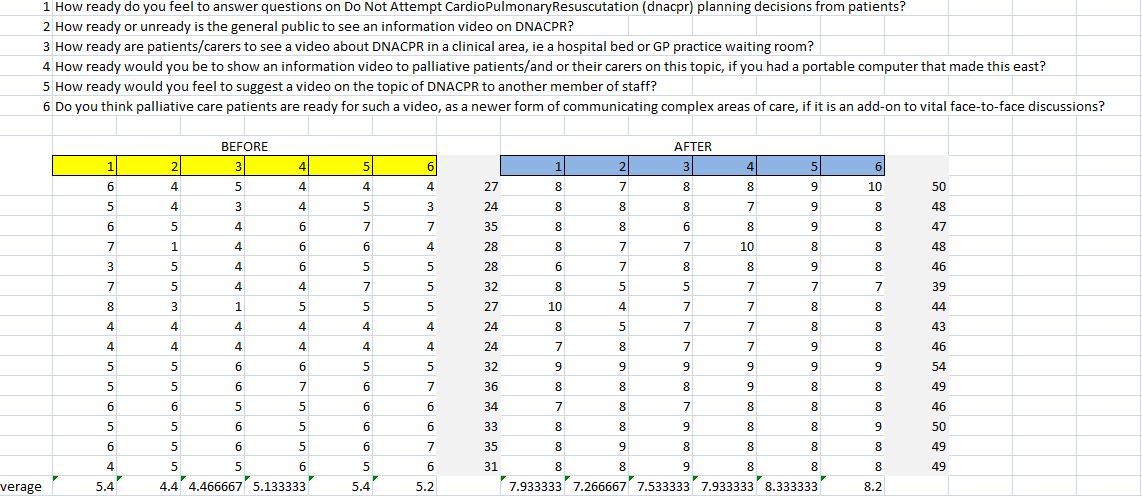 1 How ready do you feel to answer questions on Do Not Attempt CardioPulmonaryResuscutation (dnacpr) planning decisions from patients?
2 How ready or unready is the general public to see an information video on DNACPR?
3 How ready are patients/carers to see a video about DNACPR in a clinical area, ie a hospital bed or GP practice waiting room?
4 How ready would you be to show an information video to palliative patients/and or their carers on this topic, if you had a portable computer that made this east?
5 How ready would you feel to suggest a video on the topic of DNACPR to another member of staff?
6 Do you think palliative care patients are ready for such a video, as a newer form of communicating complex areas of care, if it is an add-on to vital face-to-face discussions?
BEFORE AFTER
1 2 3 4 5 6 1 2 3 4 5 6
6 4 5 4 4 4 27 8 7 8 8 9 10 50
5 4 3 4 5 3 24 8 8 8 7 9 8 48
6 5 4 6 7 7 35 8 8 6 8 9 8 47
7 1 4 6 6 4 28 8 7 7 10 8 8 48
3 5 4 6 5 5 28 6 7 8 8 9 8 46
7 5 4 4 7 5 32 8 5 5 7 7 7 39
8 3 1 5 5 5 27 10 4 7 7 8 8 44
4 4 4 4 4 4 24 8 5 7 7 8 8 43
4 4 4 4 4 4 24 7 8 7 7 9 8 46
5 5 6 6 5 5 32 9 9 9 9 9 9 54
5 5 6 7 6 7 36 8 8 8 9 8 8 49
6 6 5 5 6 6 34 7 8 7 8 8 8 46
5 5 6 5 6 6 33 8 8 9 8 8 9 50
6 5 6 5 6 7 35 8 9 8 8 8 8 49
4 5 5 6 5 6 31 8 8 9 8 8 8 49
verage 5.4 4.4 4.466667 5.133333 5.4 5.2 7.933333 7.266667 7.533333 7.933333 8.333333 8.2